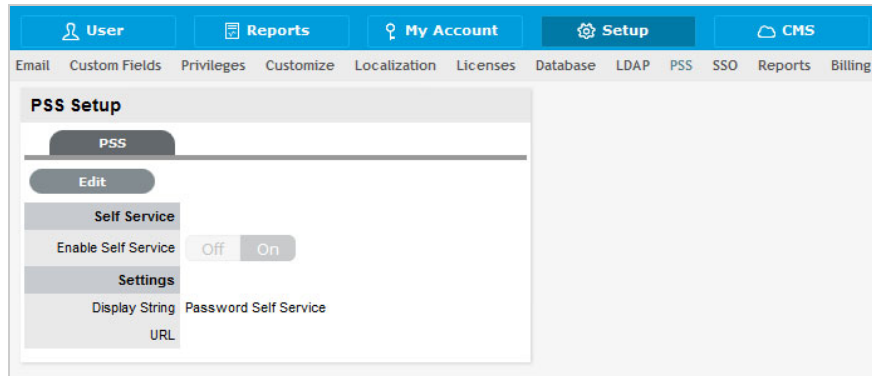 User Reports My Account Setup CMS
Email Custom Fields Privileges Customize Localization Licenses Database LDAP PSS SSO Reports Billing
PSS Setup
PSS
Edit
Self Service
Enable Self Service Off On
Settings
Display String Password Self Service
URL